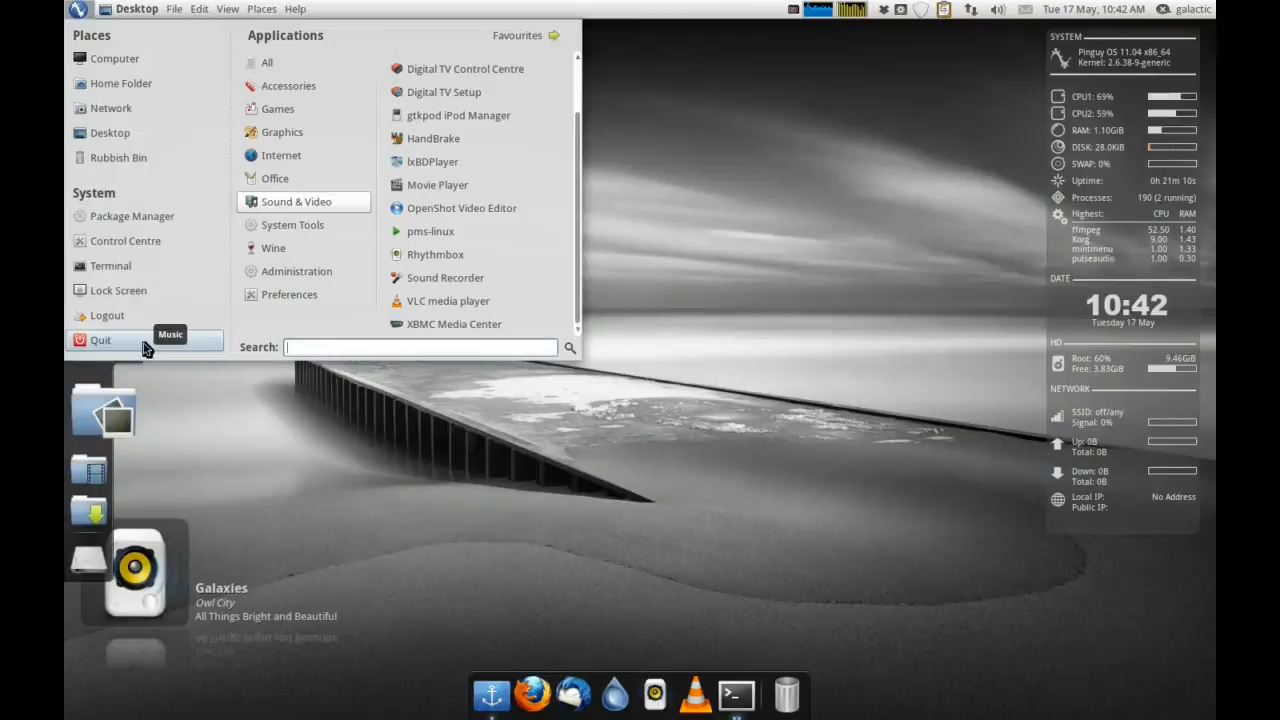 Desktop File Edit View Places Help
Tue 17 May, 10:42 AM galactic
Places
Computer
Home Folder
Network
Desktop
Rubbish Bin
System
Package Manager
Control Centre
Terminal
Lock Screen
Logout
Quit
Music
Applications
Favourites
All
Accessories
Games
Graphics
Internet
Office
Sound & Video
System Tools
Wine
Administration
Preferences
Digital TV Control Centre
Digital TV Setup
gtkpod iPod Manager
HandBrake
lxBDPlayer
Movie Player
OpenShot Video Editor
pms-linux
Rhythmbox
Sound Recorder
VLC media player
XBMC Media Center
Search:
SYSTEM
Pinguy OS 11.04 x86_64
Kernel: 2.6.38-9-generic
CPU1: 69%
CPU2: 59%
RAM: 1.10GiB
DISK: 28.0KiB
SWAP: 0%
Uptime: 0h 21m 10s
Processes: 190 (2 running)
Highest: CPU RAM
ffmpeg 52.50 1.40
Xorg 9.00 1.43
mintmenu 1.00 1.33
pulseaudio 1.00 0.30
DATE
10:42
Tuesday 17 May
HD
Root: 60% 9.46GiB
Free: 3.83GiB
NETWORK
SSID: off/any
Signal: 0%
Up: 0B
Total: 0B
Down: 0B
Total: 0B
Local IP: No Address
Public IP:
Galaxies
Owl City
All Things Bright and Beautiful